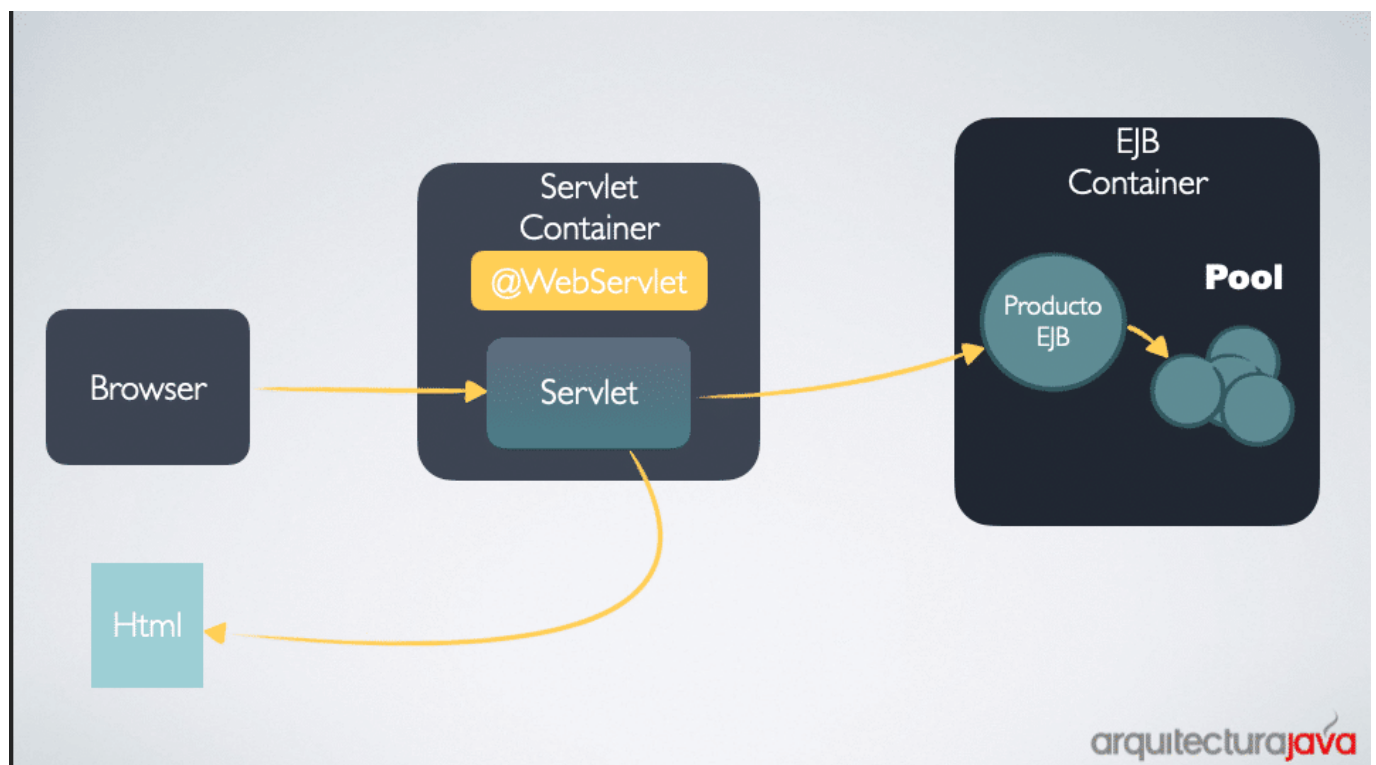 EJB
Container
Servlet
Container
@WebServlet
Pool
Producto
EJB
Browser
Servlet
Html
arquitecturajava